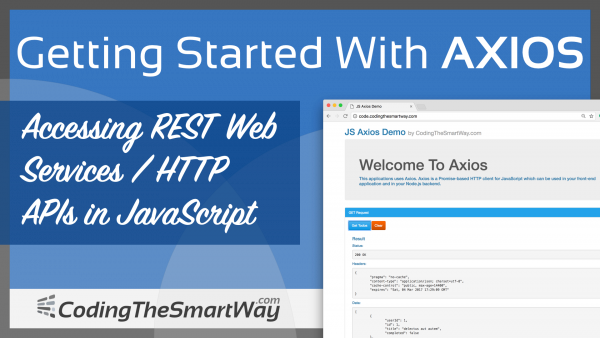 Getting Started With AXIOS
Accessing REST Web
Services / HTTP
APIs in JavaScript
CodingTheSmartWay.com
JS Axios Demo
code.codingthesmartway.com
JS Axios Demo by CodingTheSmartWay.com
Welcome To Axios
This applications uses Axios. Axios is a Promise-based HTTP client for JavaScript which can be used in your front-end
application and in your Node.js backend.
GET Request
Get Todos Clear
Result
Status:
200 OK
Headers:
{
"pragma": "no-cache",
"content-type": "application/json; charset=utf-8",
"cache-control": "public, max-age=14400",
"expires": "Sat, 04 Mar 2017 17:29:09 GMT"
}
Data:
[
{
"userId": 1,
"id": 1,
"title": "delectus aut autem",
"completed": false